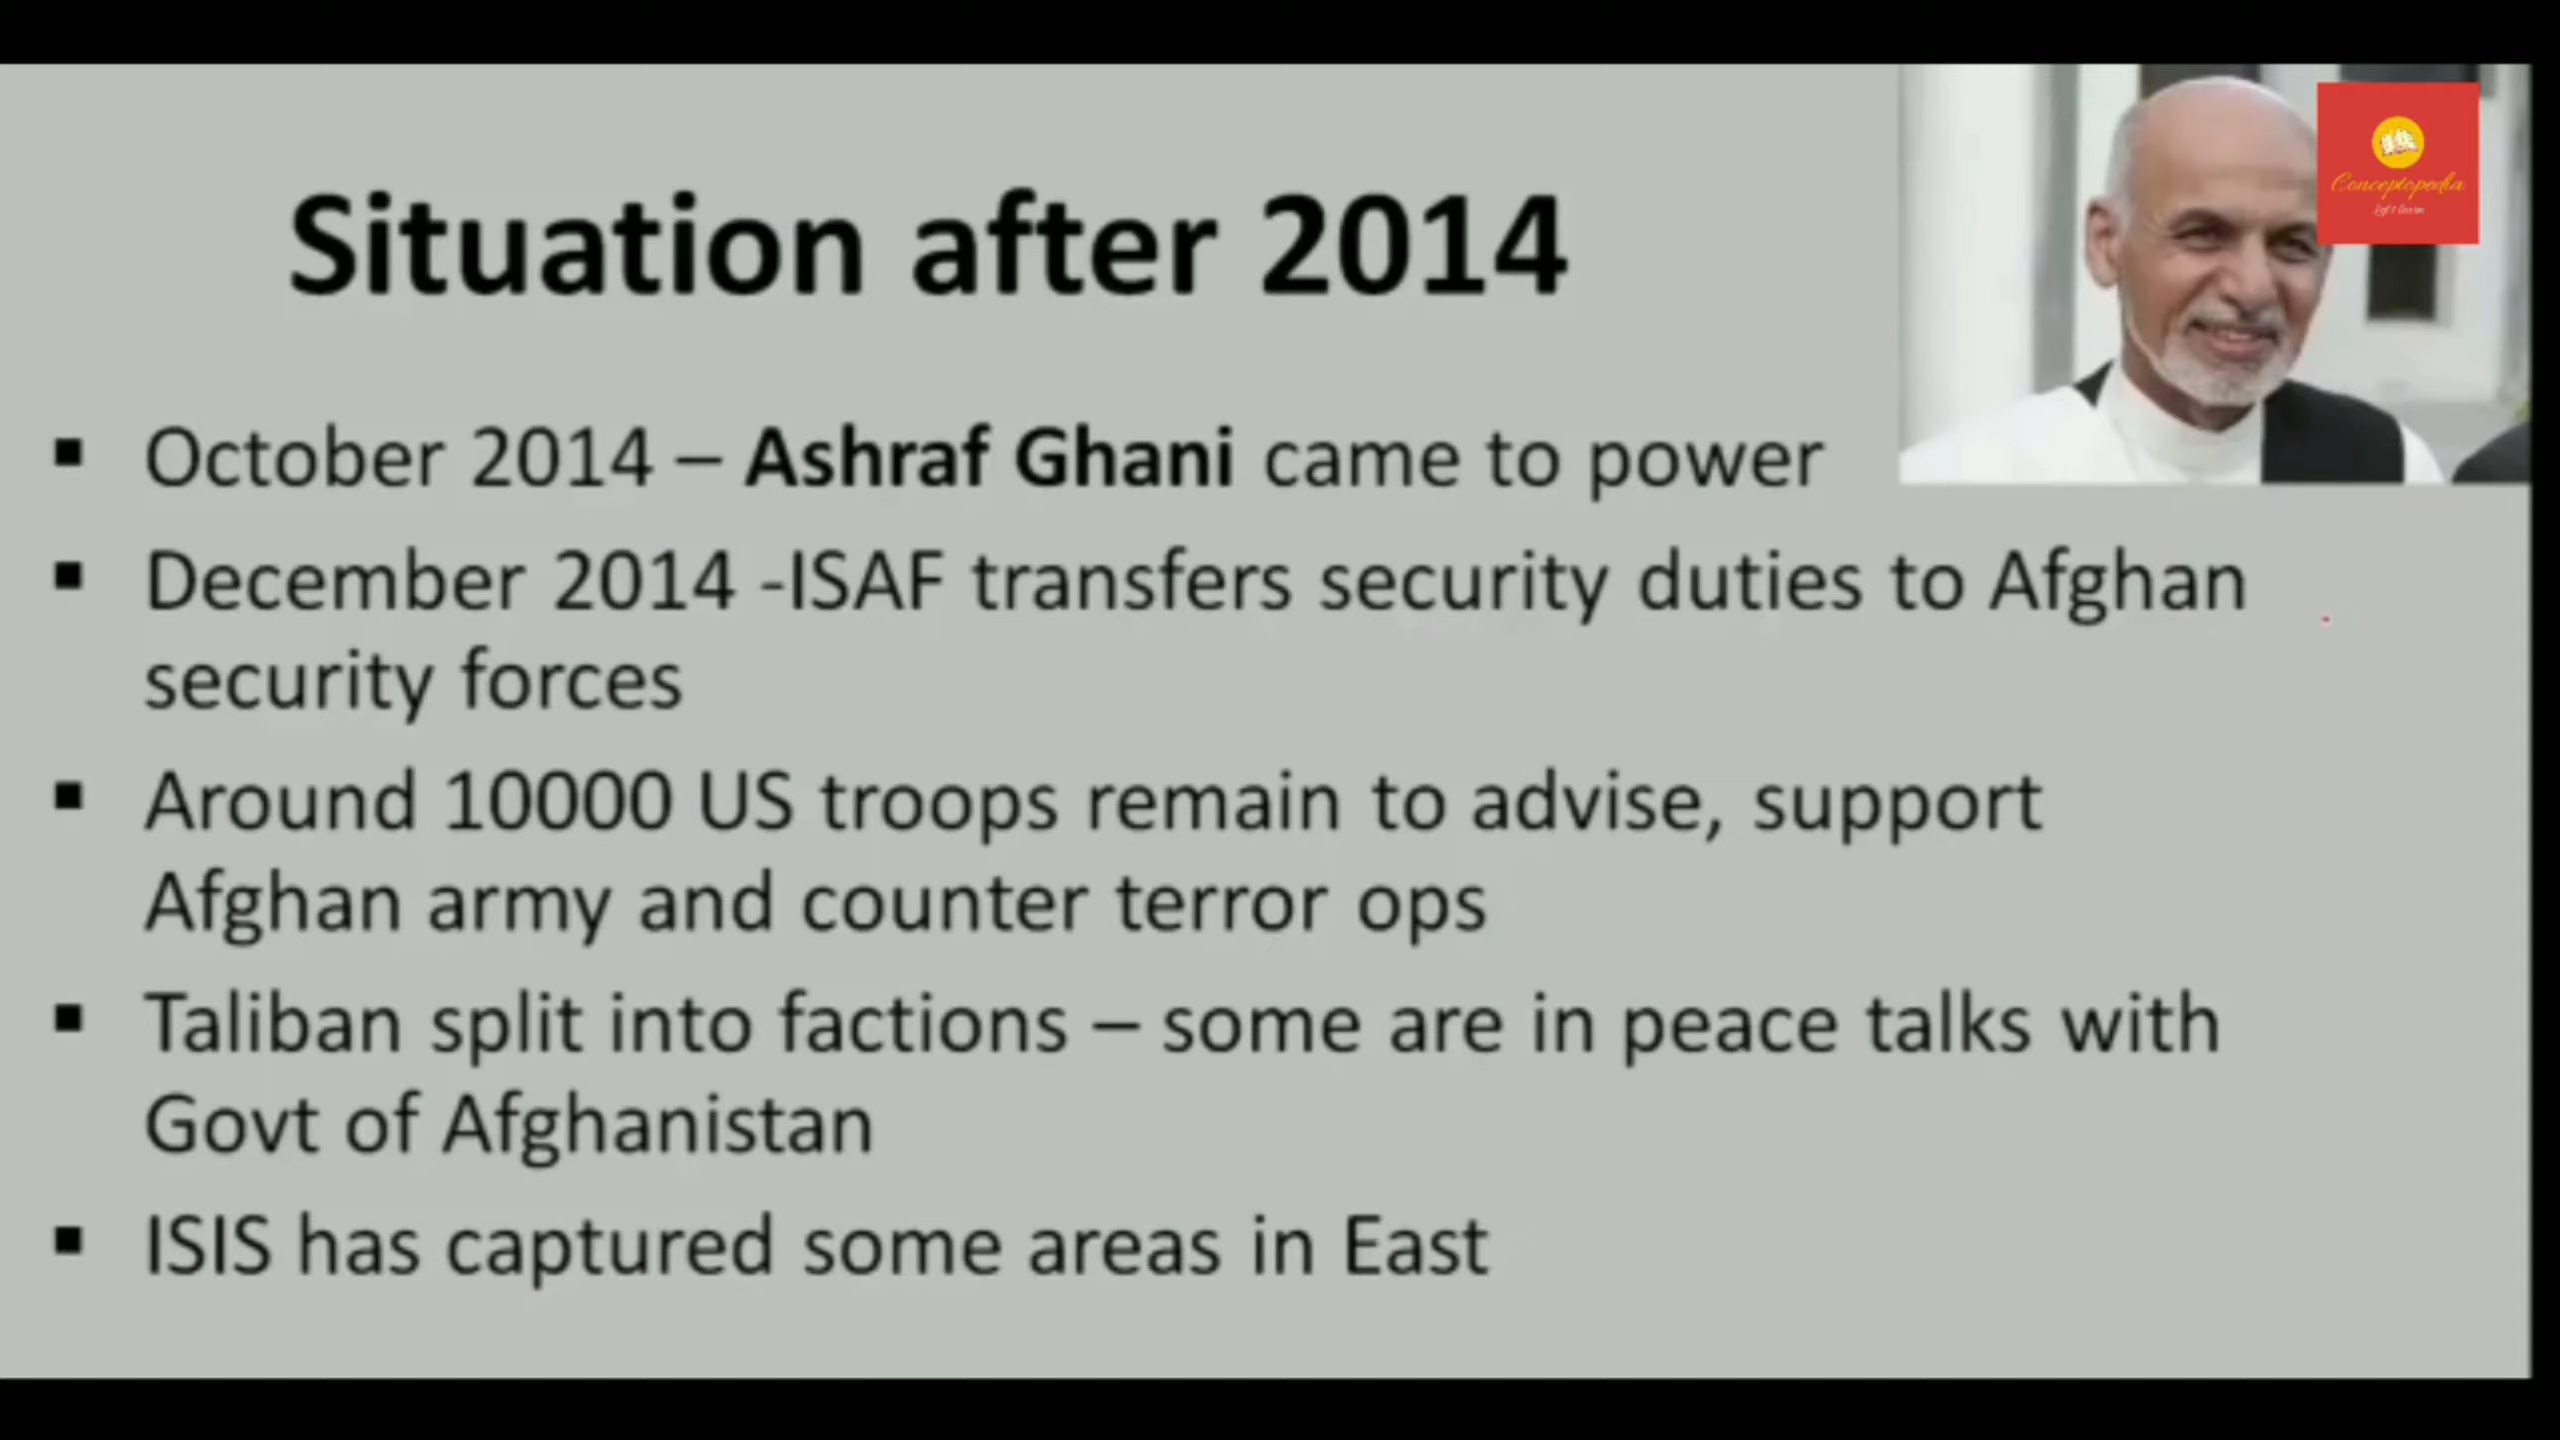 Conceptopedia
Situation after 2014
▪ October 2014 – Ashraf Ghani came to power
▪ December 2014 -ISAF transfers security duties to Afghan
security forces
▪ Around 10000 US troops remain to advise, support
Afghan army and counter terror ops
▪ Taliban split into factions – some are in peace talks with
Govt of Afghanistan
▪ ISIS has captured some areas in East